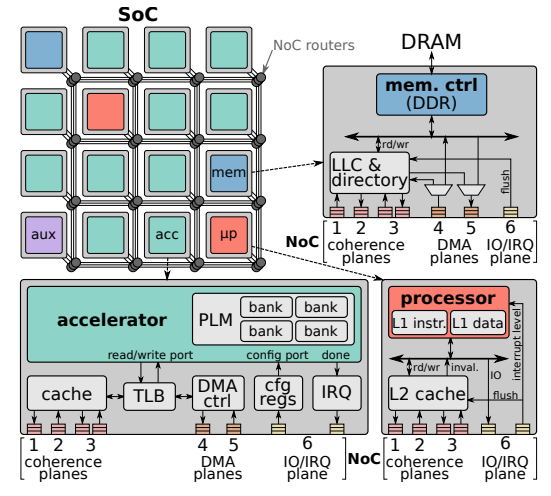 SoC
NoC routers
mem
aux
acc
µp
DRAM
mem. ctrl
(DDR)
rd/wr
LLC &
directory
flush
1 2 3 4 5 6
NoC
coherence
planes
DMA
planes
IO/IRQ
plane
accelerator
PLM
bank bank
bank bank
read/write port
config port
done
cache
TLB
DMA
ctrl
cfg
regs
IRQ
1 2 3 4 5 6
coherence
planes
DMA
planes
IO/IRQ
plane
NoC
processor
L1 instr.
L1 data
rd/wr
inval.
IO
interrupt level
L2 cache
flush
1 2 3 6
coherence
planes
IO/IRQ
plane